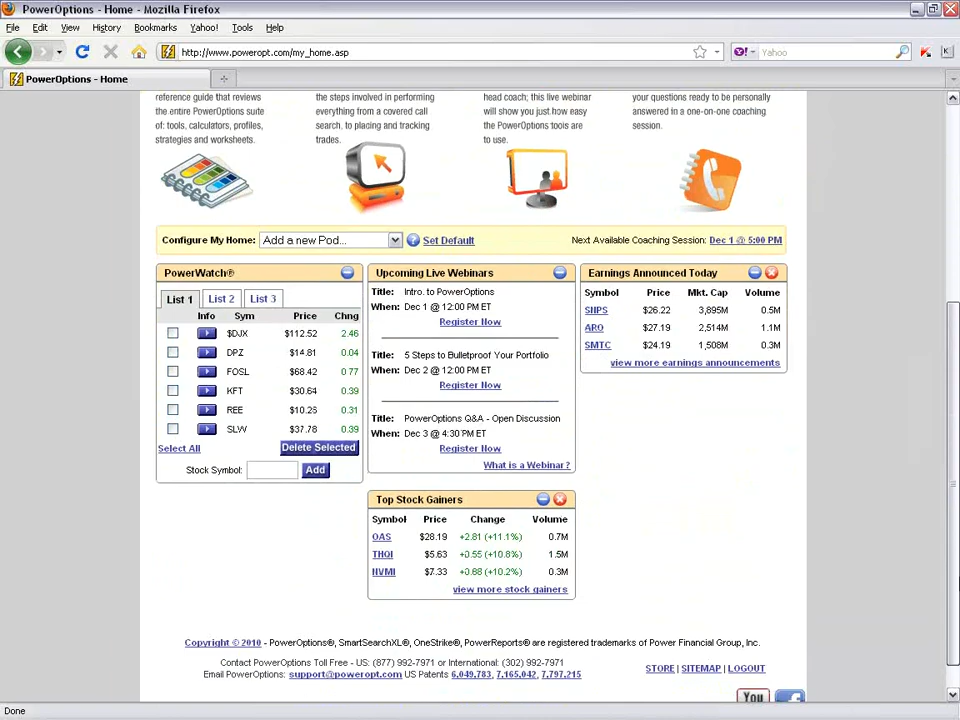 PowerOptions - Home - Mozilla Firefox
File Edit View History Bookmarks Yahoo! Tools Help
http://www.poweropt.com/my_home.asp
Yahoo
PowerOptions - Home
reference guide that reviews
the entire PowerOptions suite
of: tools, calculators, profiles,
strategies and worksheets.
the steps involved in performing
everything from a covered call
search, to placing and tracking
trades.
head coach; this live webinar
will show you just how easy
the PowerOptions tools are
to use.
your questions ready to be personally
answered in a one-on-one coaching
session.
Configure My Home: Add a new Pod... ? Set Default Next Available Coaching Session: Dec 1 @ 5:00 PM
PowerWatch®
List 1 List 2 List 3
Info Sym Price Chng
$DJX $112.52 2.46
DPZ $14.81 0.04
FOSL $68.42 0.77
KFT $30.64 0.39
REE $10.26 0.31
SLW $37.78 0.39
Select All Delete Selected
Stock Symbol: Add
Upcoming Live Webinars
Title: Intro. to PowerOptions
When: Dec 1 @ 12:00 PM ET
Register Now
Title: 5 Steps to Bulletproof Your Portfolio
When: Dec 2 @ 12:00 PM ET
Register Now
Title: PowerOptions Q&A - Open Discussion
When: Dec 3 @ 4:30 PM ET
Register Now
What is a Webinar?
Earnings Announced Today
Symbol Price Mkt. Cap Volume
SNPS $26.22 3,895M 0.5M
ARO $27.19 2,514M 1.1M
SMTC $24.19 1,508M 0.3M
view more earnings announcements
Top Stock Gainers
Symbol Price Change Volume
OAS $28.19 +2.81 (+11.1%) 0.7M
THQI $5.63 +0.55 (+10.8%) 1.5M
NVMI $7.33 +0.68 (+10.2%) 0.3M
view more stock gainers
Copyright © 2010 - PowerOptions®, SmartSearchXL®, OneStrike®, PowerReports® are registered trademarks of Power Financial Group, Inc.
Contact PowerOptions Toll Free - US: (877) 992-7971 or International: (302) 992-7971
Email PowerOptions: support@poweropt.com US Patents 6,049,783, 7,165,042, 7,797,215
STORE | SITEMAP | LOGOUT
You
Done